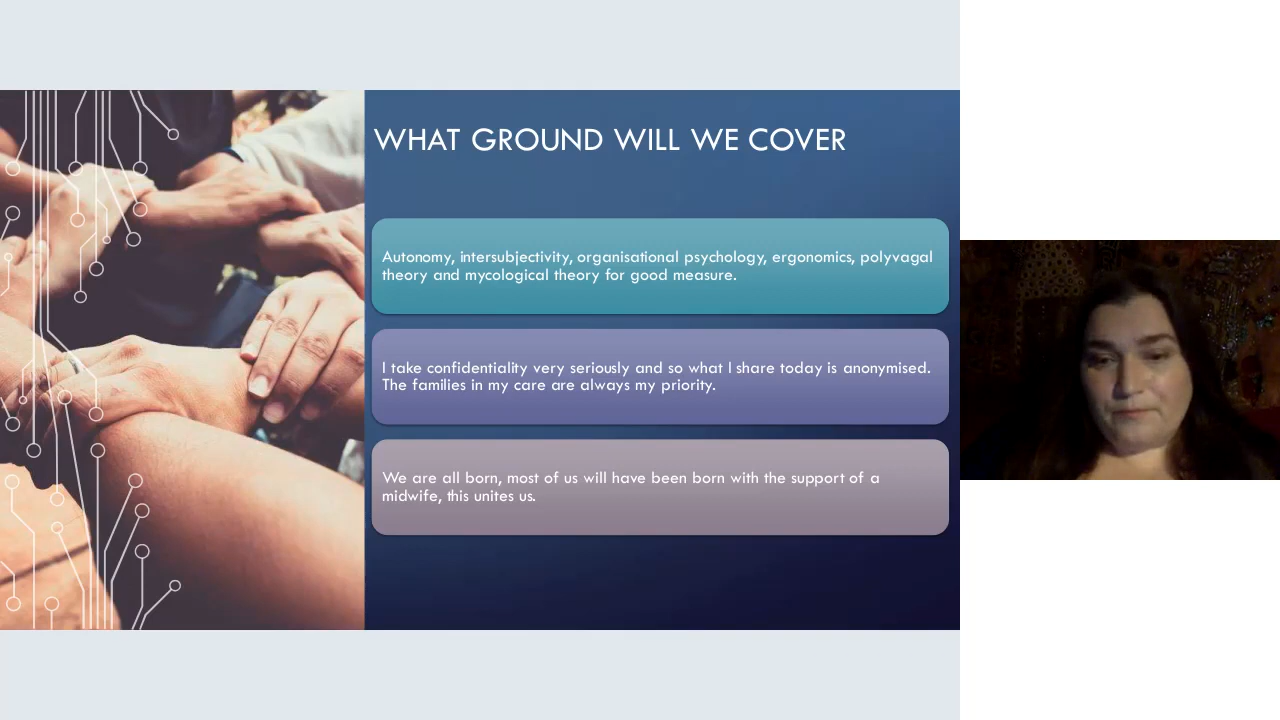 WHAT GROUND WILL WE COVER
Autonomy, intersubjectivity, organisational psychology, ergonomics, polyvagal
theory and mycological theory for good measure.
I take confidentiality very seriously and so what I share today is anonymised.
The families in my care are always my priority.
We are all born, most of us will have been born with the support of a
midwife, this unites us.